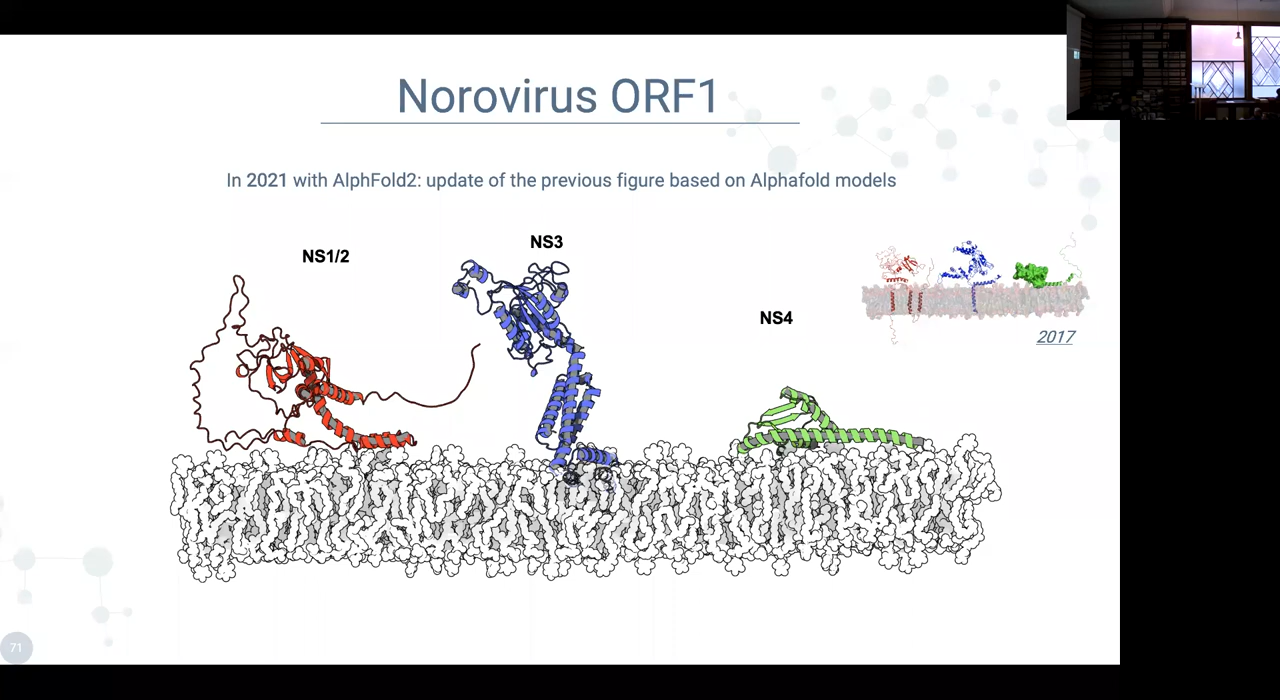 Norovirus ORF1
In 2021 with AlphFold2: update of the previous figure based on Alphafold models
NS1/2
NS3
NS4
2017
71